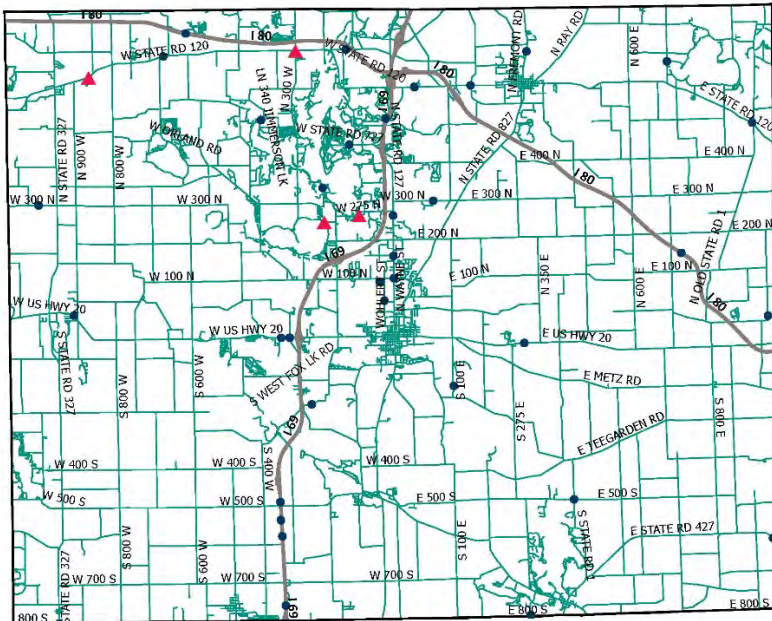 I 80
W STATE RD 120
I 80
W STATE RD 120
I 80
N FREMONT RD
N RAY RD
N 600 E
E STATE RD 120
N STATE RD 327
N 900 W
N 800 W
W ORLAND RD
LN 340 JIMMERSON LK
N 300 W
W STATE RD 727
I 69
N STATE RD 127
N STATE RD 827
E 400 N
E 400 N
I 80
W 300 N
W 300 N
W 275 N
W 300 N
E 300 N
E 300 N
E 200 N
E 200 N
I 69
W 100 N
W 100 N
WOHLERT ST
N WAYNE ST
E 100 N
N 350 E
E 100 N
N 600 E
N OLD STATE RD 1
I 80
W US HWY 20
W US HWY 20
E US HWY 20
S STATE RD 327
S 800 W
S 600 W
S WEST FOX LK RD
S 100 E
E METZ RD
S 275 E
S 800 E
I 69
E TEEGARDEN RD
W 400 S
S 400 W
W 400 S
W 500 S
W 500 S
E 500 S
E 500 S
S 800 W
S 600 W
S 100 E
S STATE RD 1
E STATE RD 427
STATE RD 327
W 700 S
W 700 S
W 700 S
800 S
I 69
E 800 S
E 800 S